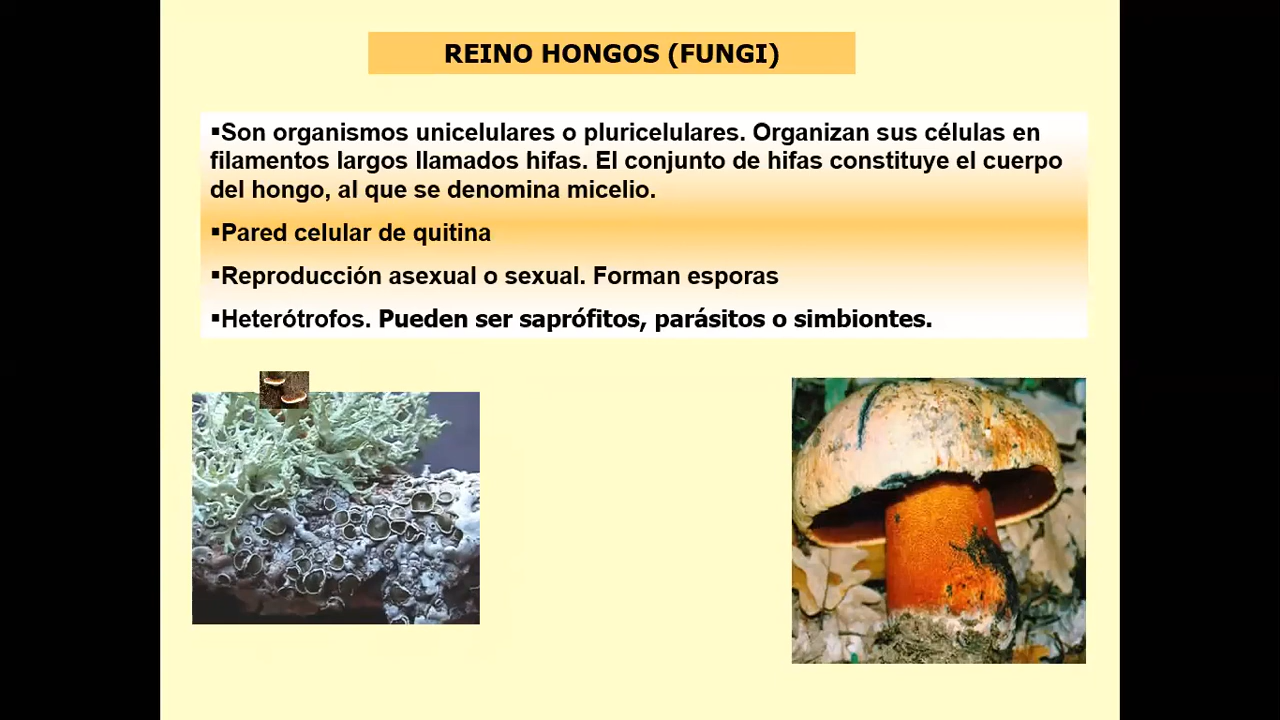 REINO HONGOS (FUNGI)
▪Son organismos unicelulares o pluricelulares. Organizan sus células en
filamentos largos llamados hifas. El conjunto de hifas constituye el cuerpo
del hongo, al que se denomina micelio.
▪Pared celular de quitina
▪Reproducción asexual o sexual. Forman esporas
▪Heterótrofos. Pueden ser saprófitos, parásitos o simbiontes.